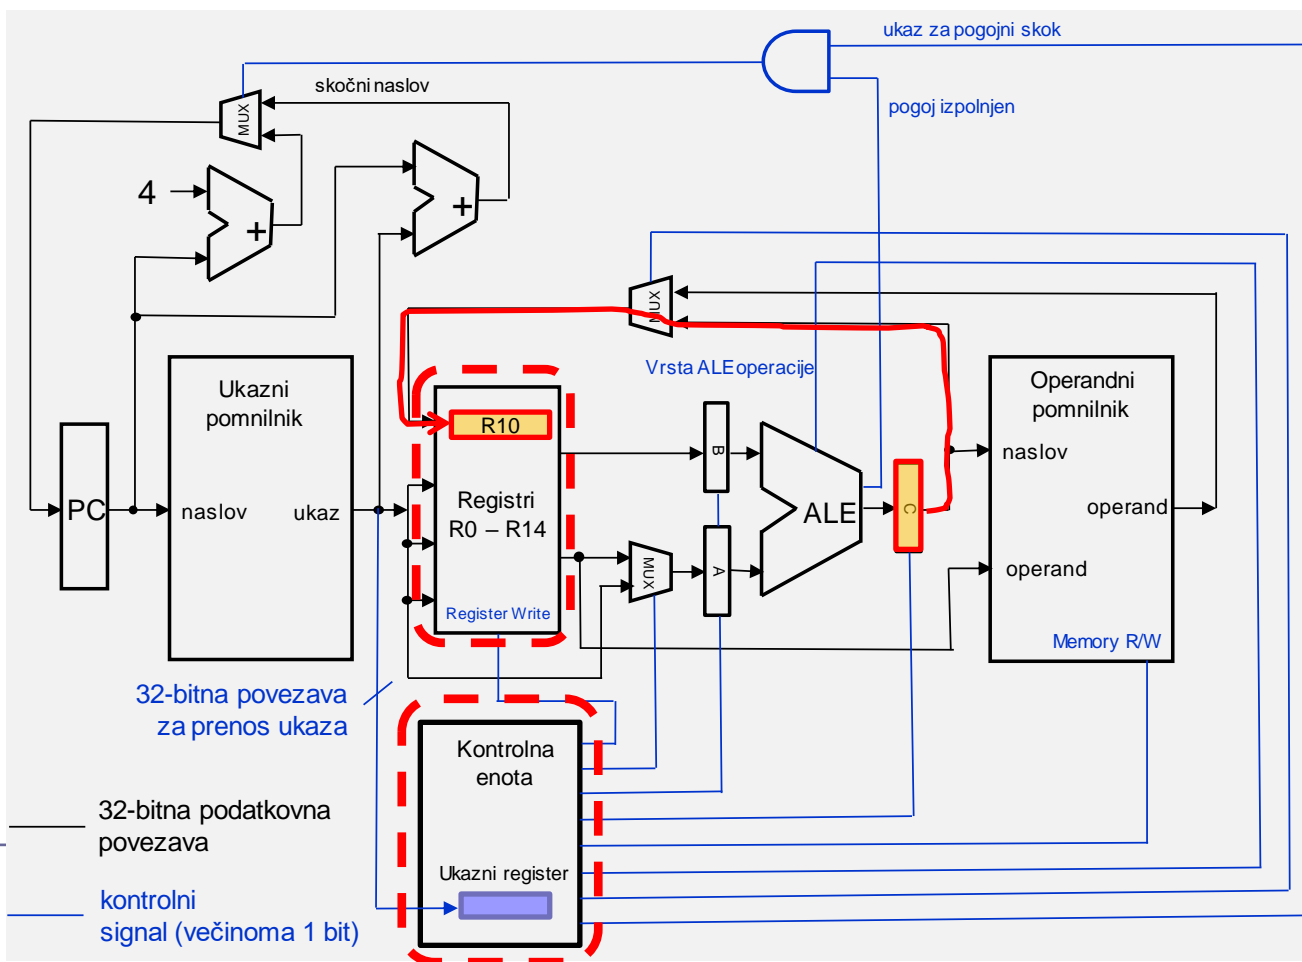 ukaz za pogojni skok
skočni naslov
MUX
pogoj izpolnjen
4
+
+
MUX
Vrsta ALE operacije
Ukazni
pomnilnik
Operandni
pomnilnik
R10
B
naslov
PC
naslov
ukaz
Registri
R0 – R14
ALE
C
operand
MUX
A
operand
Register Write
Memory R/W
32-bitna povezava
za prenos ukaza
Kontrolna
enota
32-bitna podatkovna
povezava
Ukazni register
kontrolni
signal (večinoma 1 bit)